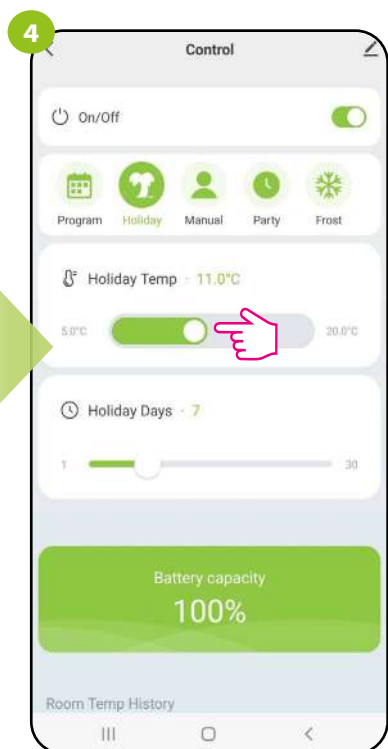 4
Control
On/Off
Program Holiday Manual Party Frost
Holiday Temp · 11.0°C
5.0°C 20.0°C
Holiday Days · 7
1 30
Battery capacity
100%
Room Temp History